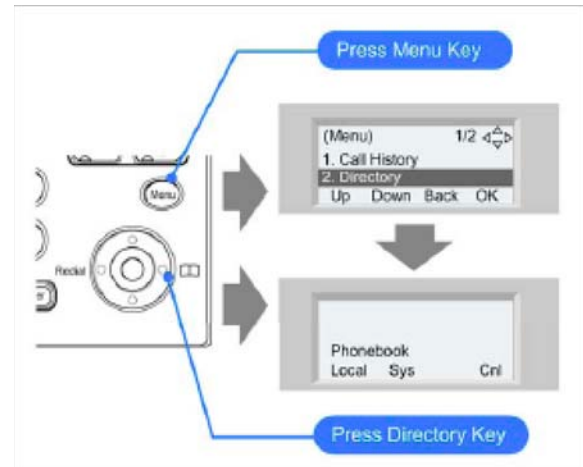 Press Menu Key
(Menu) 1/2
1. Call History
2. Directory
Up Down Back OK
Menu
Redial
Phonebook
Local Sys Cnl
Press Directory Key